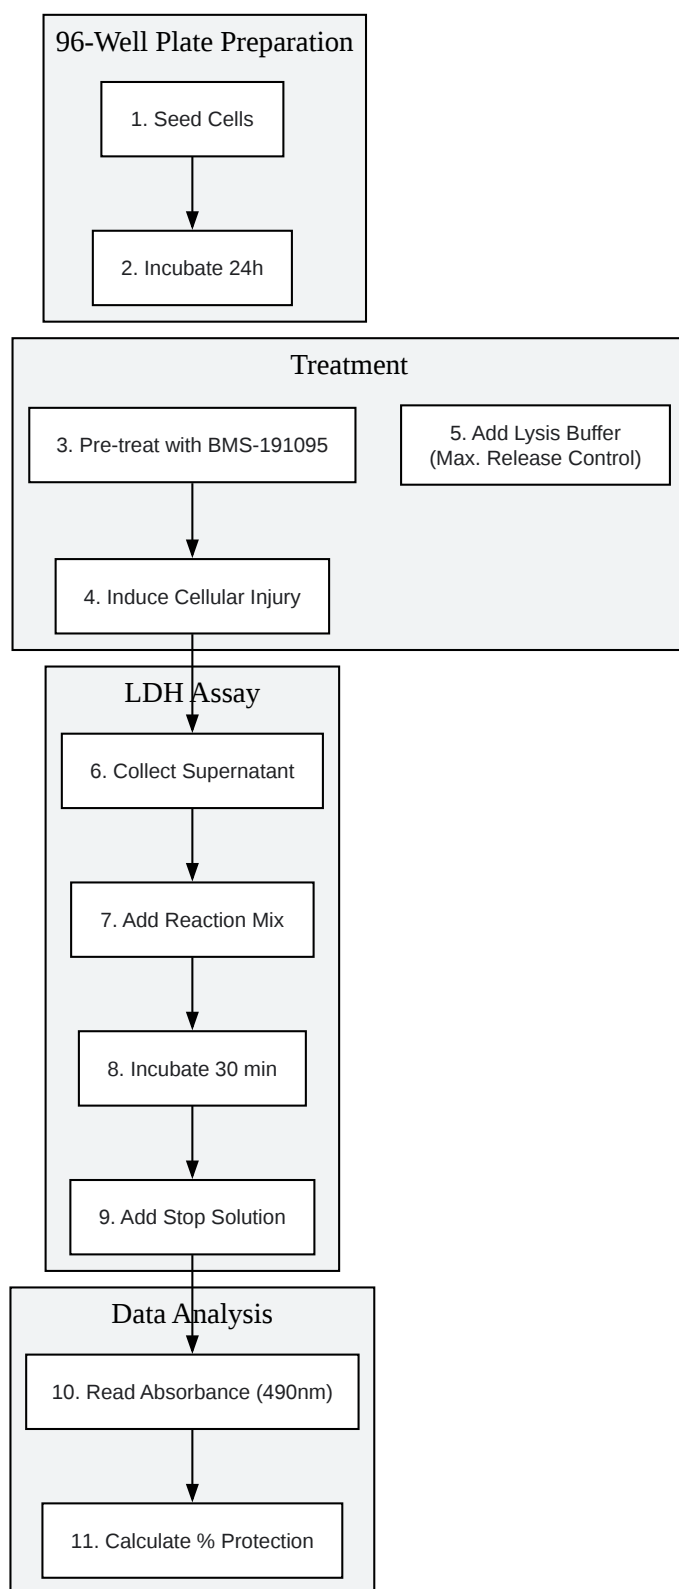 96-Well Plate Preparation
1. Seed Cells
2. Incubate 24h
Treatment
3. Pre-treat with BMS-191095
4. Induce Cellular Injury
5. Add Lysis Buffer
(Max. Release Control)
LDH Assay
6. Collect Supernatant
7. Add Reaction Mix
8. Incubate 30 min
9. Add Stop Solution
Data Analysis
10. Read Absorbance (490nm)
11. Calculate % Protection